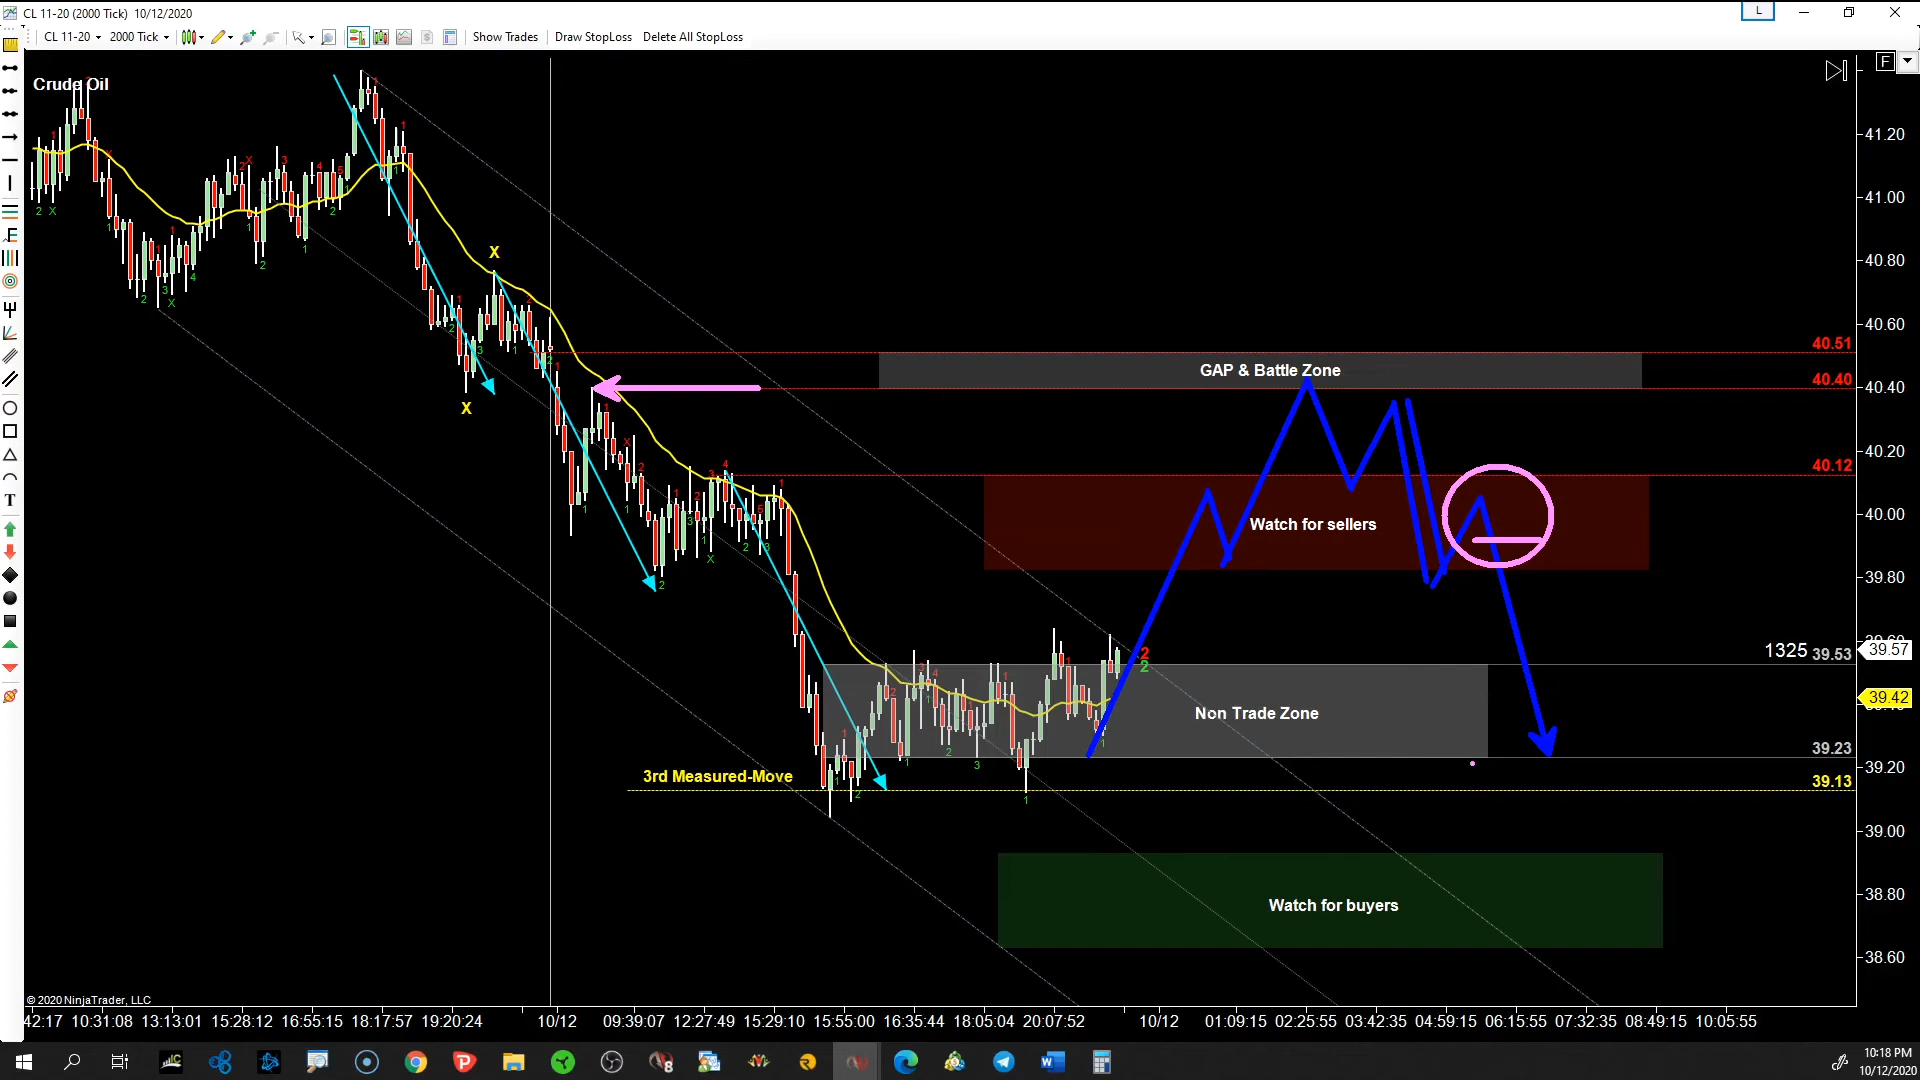 CL 11-20 (2000 Tick) 10/12/2020
L
CL 11-20 2000 Tick Show Trades Draw StopLoss Delete All StopLoss
F
Crude Oil
41.20
41.00
40.80
40.60
40.51
GAP & Battle Zone
40.40 40.40
40.20
40.12
40.00
Watch for sellers
39.80
1325 39.53 39.57
39.42
Non Trade Zone
39.23
39.20
3rd Measured-Move
39.13
39.00
38.80
Watch for buyers
38.60
X
X
© 2020 NinjaTrader, LLC
42:17 10:31:08 13:13:01 15:28:12 16:55:15 18:17:57 19:20:24 10/12 09:39:07 12:27:49 15:29:10 15:55:00 16:35:44 18:05:04 20:07:52 10/12 01:09:15 02:25:55 03:42:35 04:59:15 06:15:55 07:32:35 08:49:15 10:05:55
10:18 PM
10/12/2020